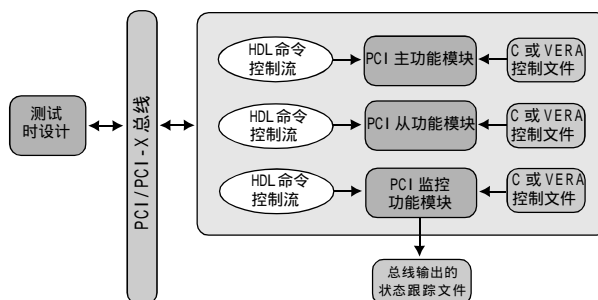 测试
时设计
PCI/PCI-X总线
HDL命令
控制流
PCI主功能模块
C或VERA
控制文件
HDL命令
控制流
PCI从功能模块
C或VERA
控制文件
HDL命令
控制流
PCI监控
功能模块
C或VERA
控制文件
总线输出的
状态跟踪文件